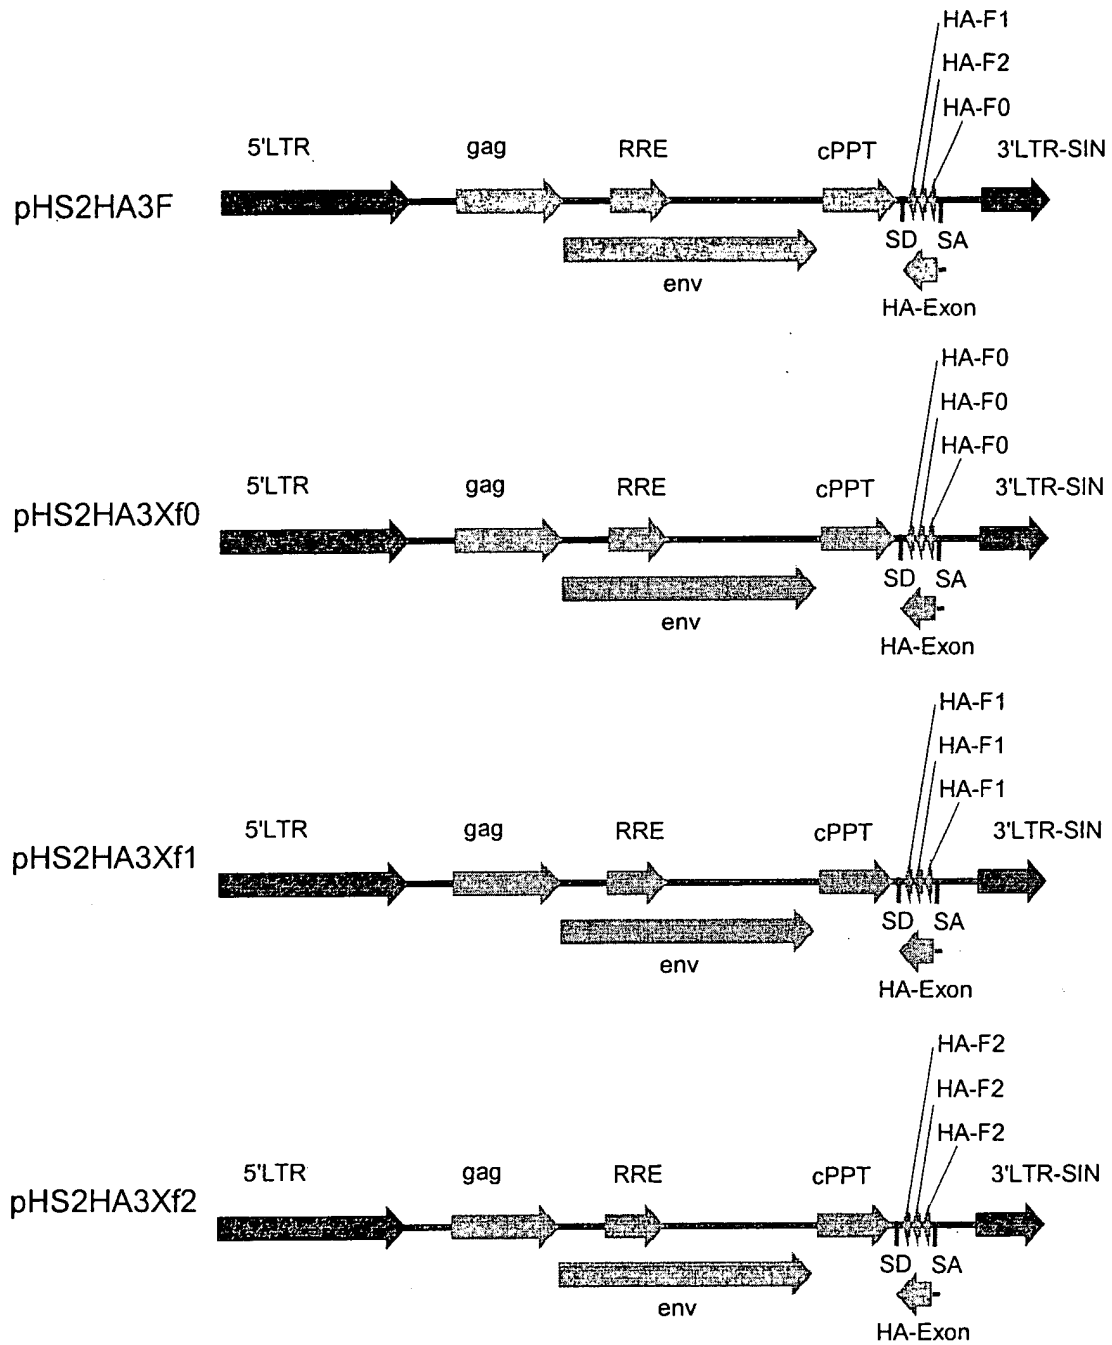 HA-F1
HA-F2
HA-F0
5'LTR gag RRE cPPT 3'LTR-SIN
pHS2HA3F
SD SA
env
HA-Exon
HA-F0
HA-F0
HA-F0
5'LTR gag RRE cPPT 3'LTR-SIN
pHS2HA3Xf0
SD SA
env
HA-Exon
HA-F1
HA-F1
HA-F1
5'LTR gag RRE cPPT 3'LTR-SIN
pHS2HA3Xf1
SD SA
env
HA-Exon
HA-F2
HA-F2
HA-F2
5'LTR gag RRE cPPT 3'LTR-SIN
pHS2HA3Xf2
SD SA
env
HA-Exon